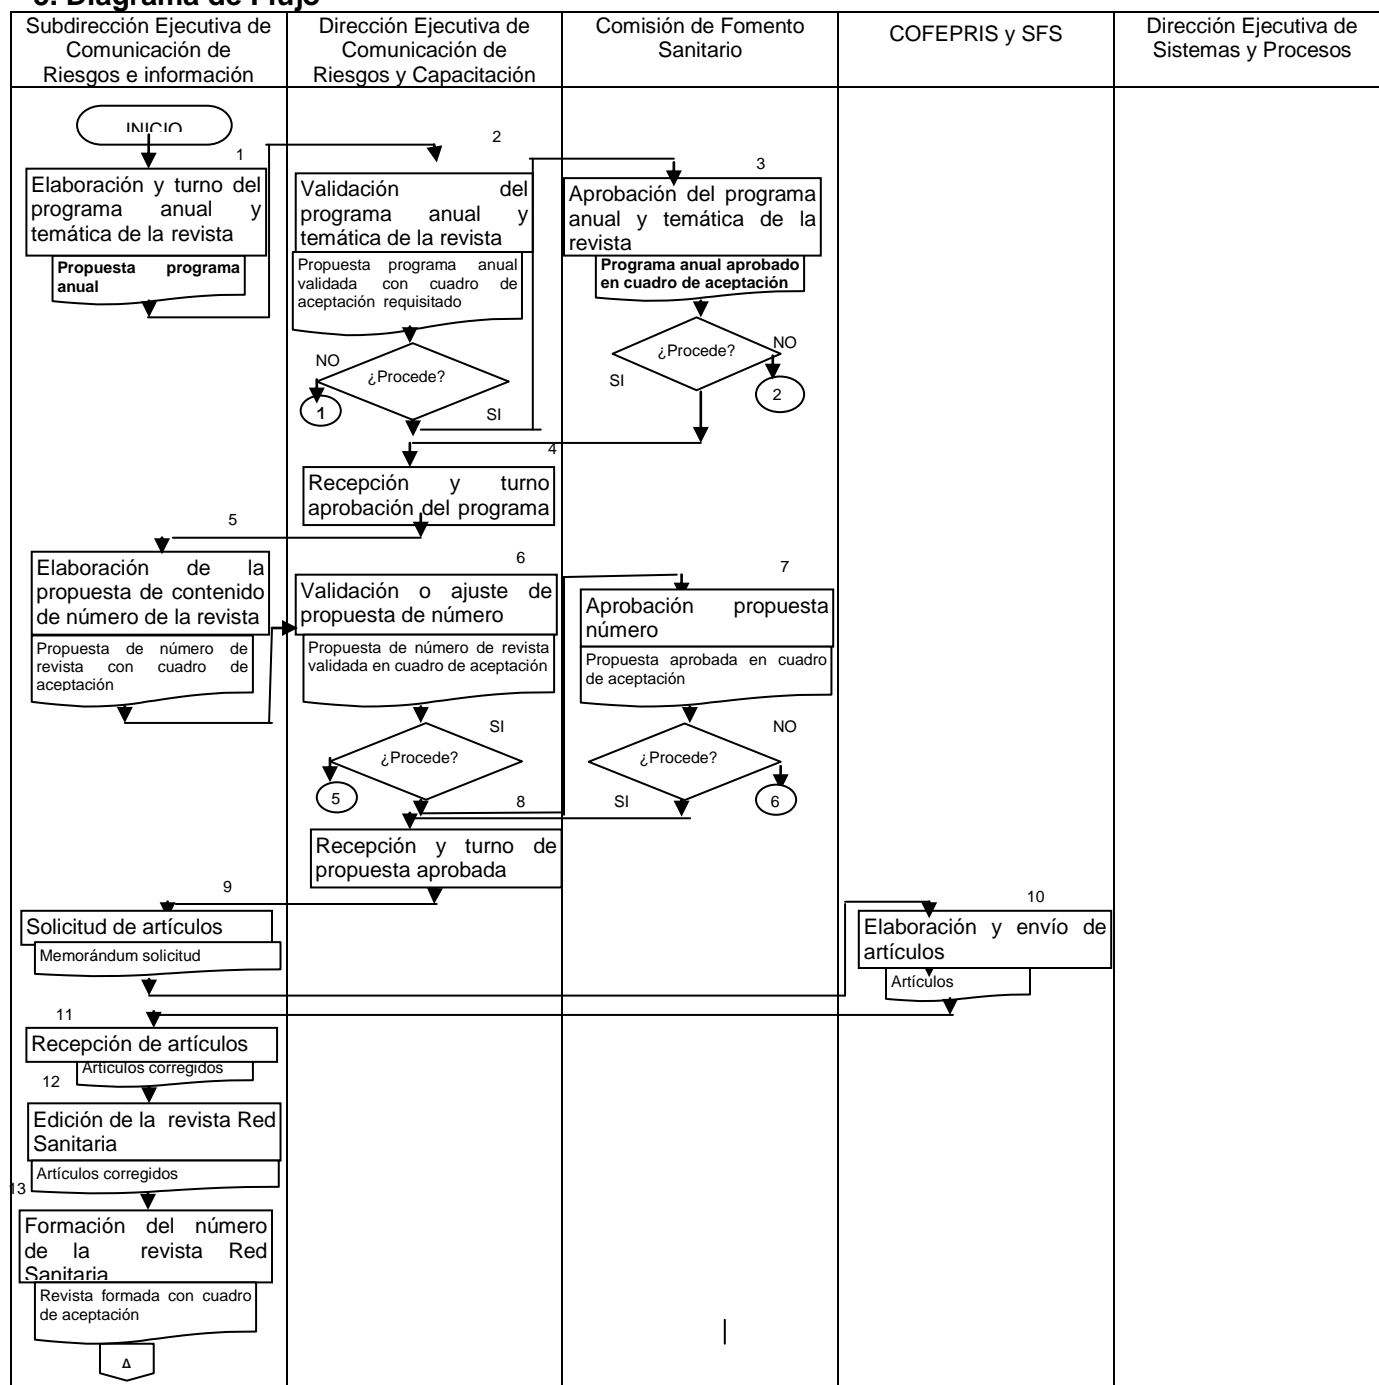 5. Diagrama de Flujo
Subdirección Ejecutiva de
Comunicación de
Riesgos e información
Dirección Ejecutiva de
Comunicación de
Riesgos y Capacitación
Comisión de Fomento
Sanitario
COFEPRIS y SFS
Dirección Ejecutiva de
Sistemas y Procesos
INICIO
1
Elaboración y turno del
programa anual y
temática de la revista
Propuesta programa
anual
2
Validación del
programa anual y
temática de la revista
Propuesta programa anual
validada con cuadro de
aceptación requisitado
NO
¿Procede?
1
SI
3
Aprobación del programa
anual y temática de la
revista
Programa anual aprobado
en cuadro de aceptación
¿Procede?
NO
SI
2
4
Recepción y turno
aprobación del programa
5
Elaboración de la
propuesta de contenido
de número de la revista
Propuesta de número de
revista con cuadro de
aceptación
6
Validación o ajuste de
propuesta de número
Propuesta de número de revista
validada en cuadro de aceptación
SI
¿Procede?
5
7
Aprobación propuesta
número
Propuesta aprobada en cuadro
de aceptación
NO
¿Procede?
SI
6
8
Recepción y turno de
propuesta aprobada
9
Solicitud de artículos
Memorándum solicitud
10
Elaboración y envío de
artículos
Artículos
11
Recepción de artículos
Artículos corregidos
12
Edición de la revista Red
Sanitaria
Artículos corregidos
13
Formación del número
de la revista Red
Sanitaria
Revista formada con cuadro
de aceptación
A